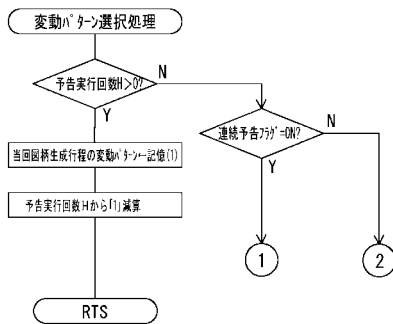 変動ﾊﾟﾀｰﾝ選択処理
予告実行回数H>0?
N
Y
連続予告ﾌﾗｸﾞ=ON?
N
Y
当回図柄生成行程の変動ﾊﾟﾀｰﾝ←記憶(1)
予告実行回数Hから「1」減算
1
2
RTS